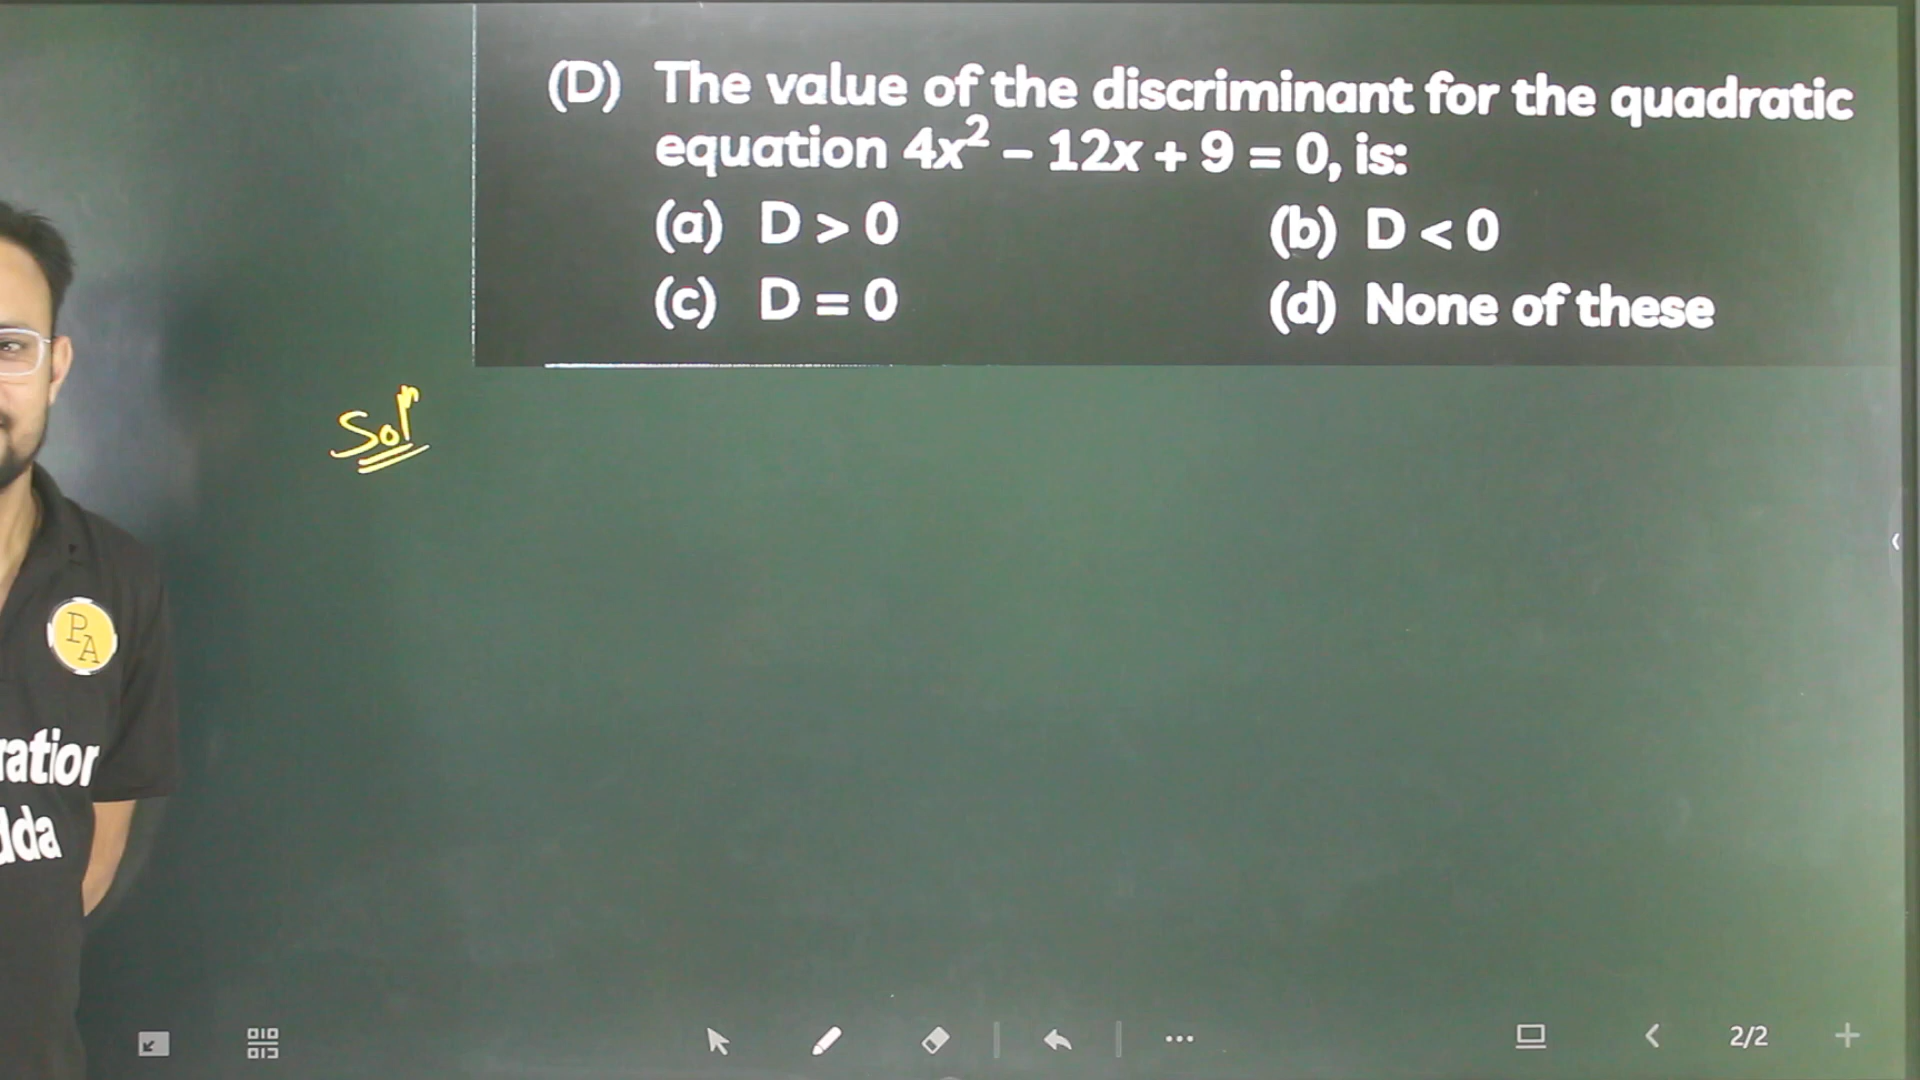 (D) The value of the discriminant for the quadratic
equation 4x² – 12x + 9 = 0, is:
(a) D > 0 (b) D < 0
(c) D = 0 (d) None of these
Solⁿ
PA
ration
dda
2/2